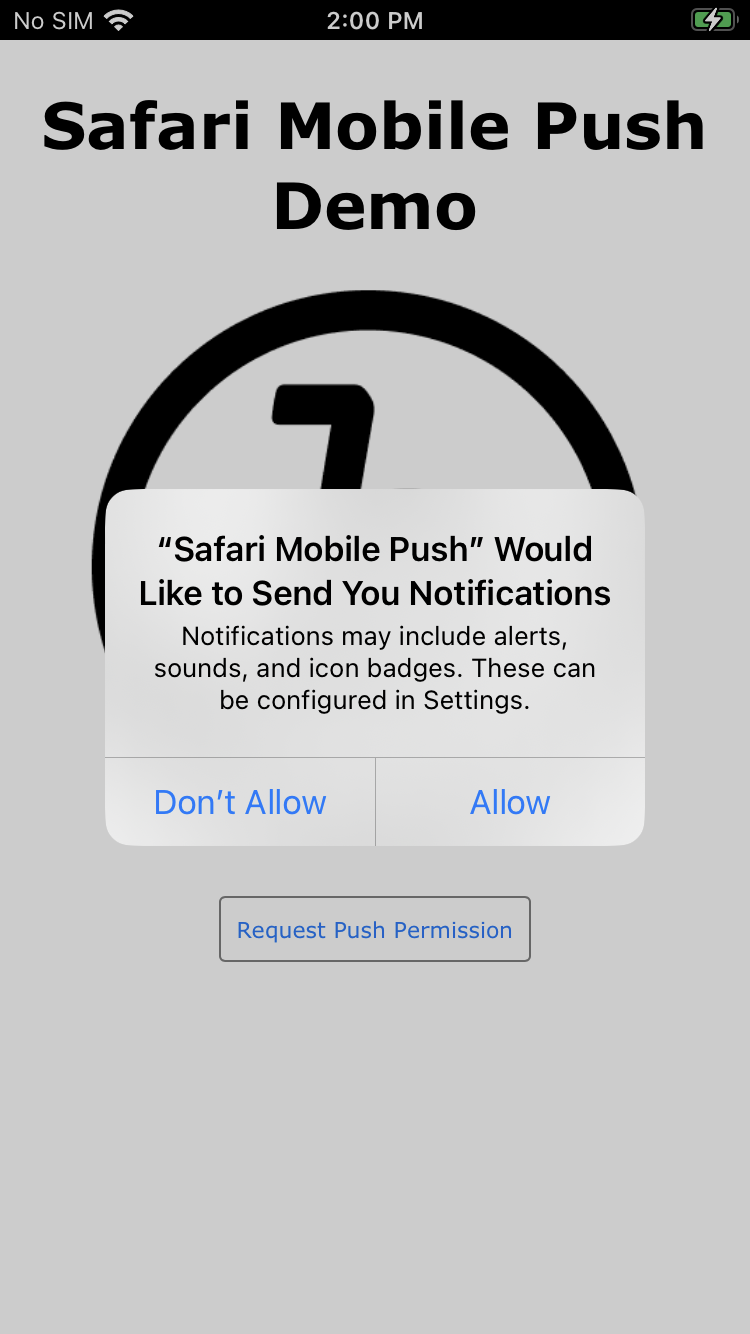 No SIM 2:00 PM
Safari Mobile Push
Demo
“Safari Mobile Push” Would
Like to Send You Notifications
Notifications may include alerts,
sounds, and icon badges. These can
be configured in Settings.
Don’t Allow Allow
Request Push Permission